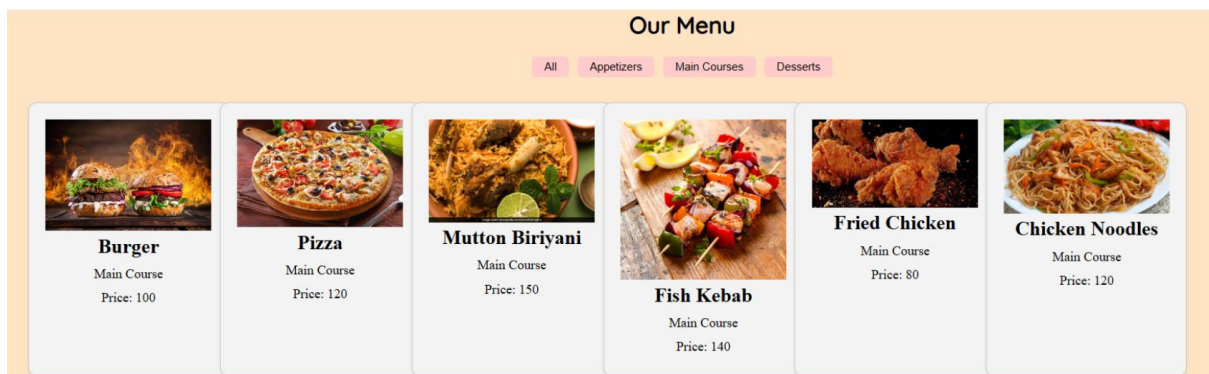 Our Menu
All Appetizers Main Courses Desserts
Burger
Main Course
Price: 100
Pizza
Main Course
Price: 120
Mutton Biriyani
Main Course
Price: 150
Fish Kebab
Main Course
Price: 140
Fried Chicken
Main Course
Price: 80
Chicken Noodles
Main Course
Price: 120